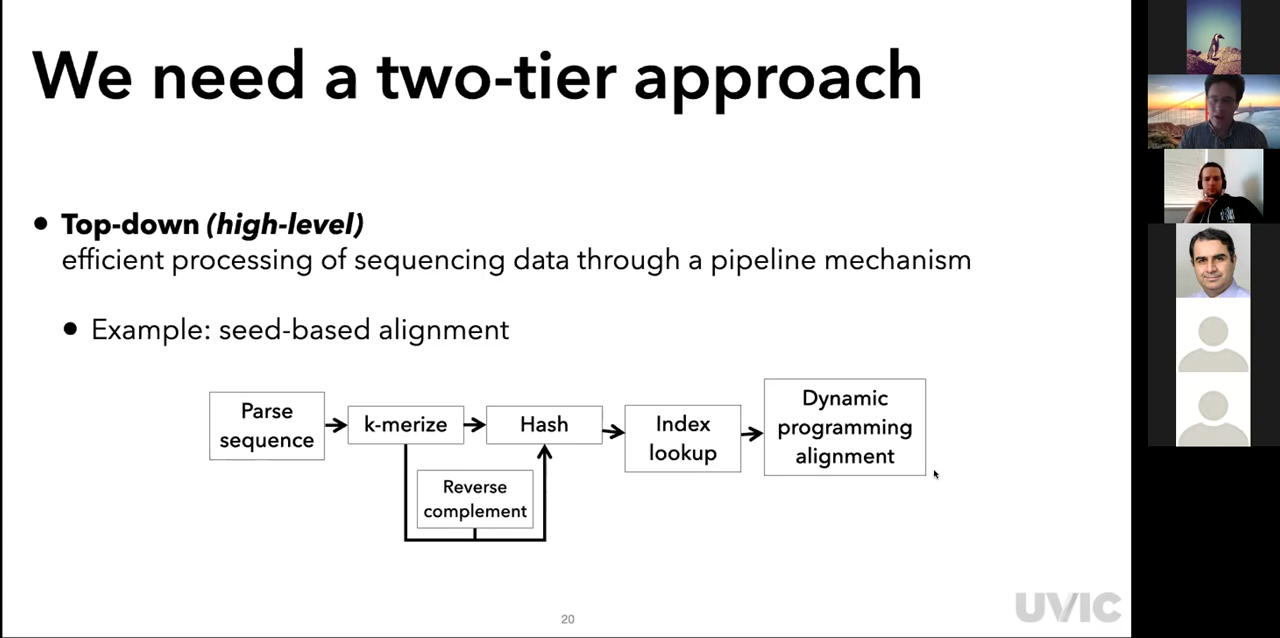 We need a two-tier approach
• Top-down (high-level)
efficient processing of sequencing data through a pipeline mechanism
• Example: seed-based alignment
Parse
sequence
k-merize
Hash
Index
lookup
Dynamic
programming
alignment
Reverse
complement
20
UVIC